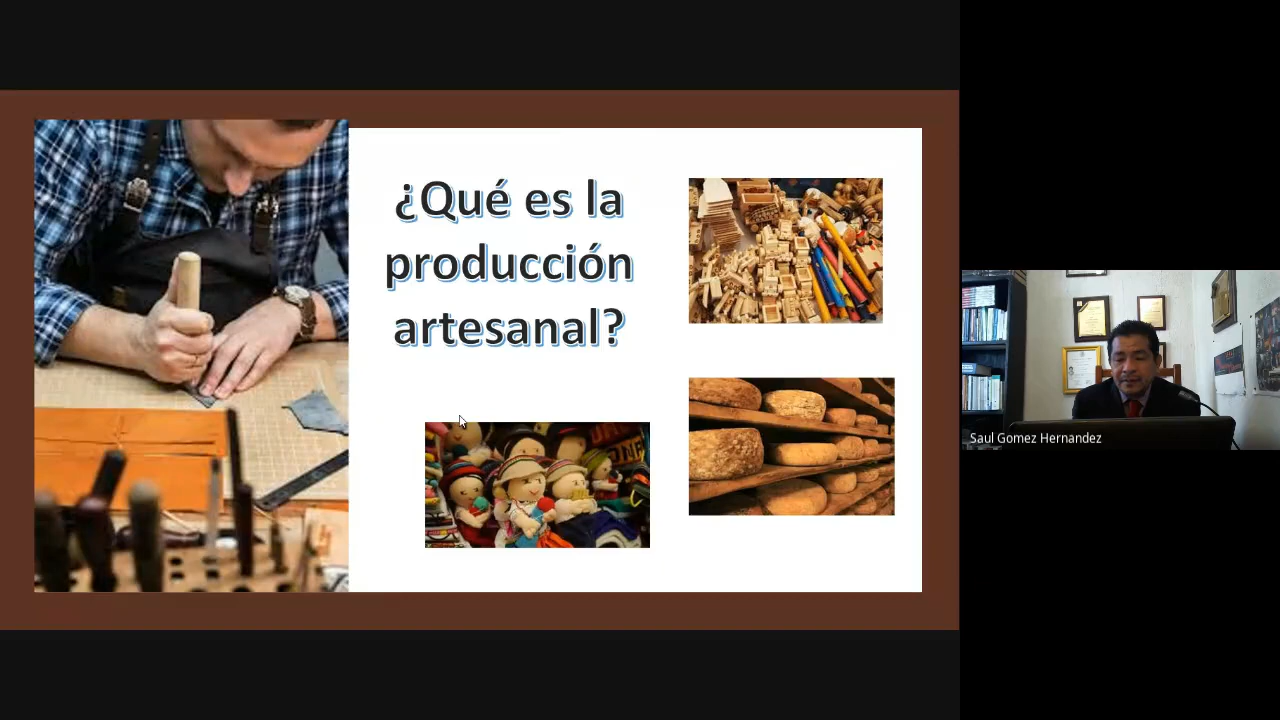 ¿Qué es la
producción
artesanal?
Saul Gomez Hernandez